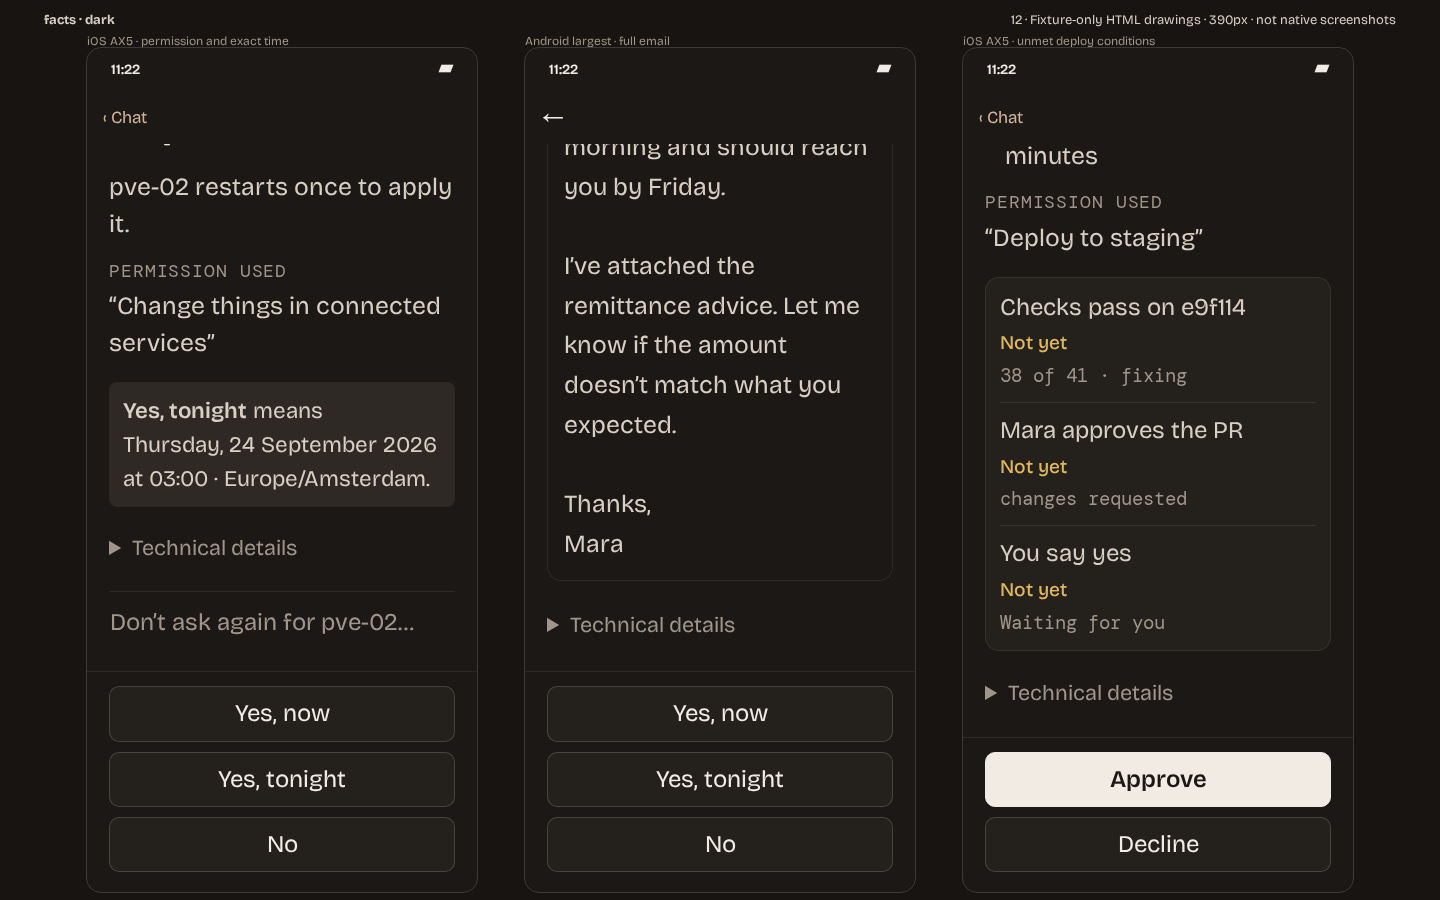 facts · dark
12 · Fixture-only HTML drawings · 390px · not native screenshots
iOS AX5 · permission and exact time
11:22
‹ Chat
pve-02 restarts once to apply
it.
PERMISSION USED
“Change things in connected
services”
Yes, tonight means
Thursday, 24 September 2026
at 03:00 · Europe/Amsterdam.
▶ Technical details
Don’t ask again for pve-02…
Yes, now
Yes, tonight
No
Android largest · full email
11:22
←
morning and should reach
you by Friday.
I’ve attached the
remittance advice. Let me
know if the amount
doesn’t match what you
expected.
Thanks,
Mara
▶ Technical details
Yes, now
Yes, tonight
No
iOS AX5 · unmet deploy conditions
11:22
‹ Chat
minutes
PERMISSION USED
“Deploy to staging”
Checks pass on e9f114
Not yet
38 of 41 · fixing
Mara approves the PR
Not yet
changes requested
You say yes
Not yet
Waiting for you
▶ Technical details
Approve
Decline